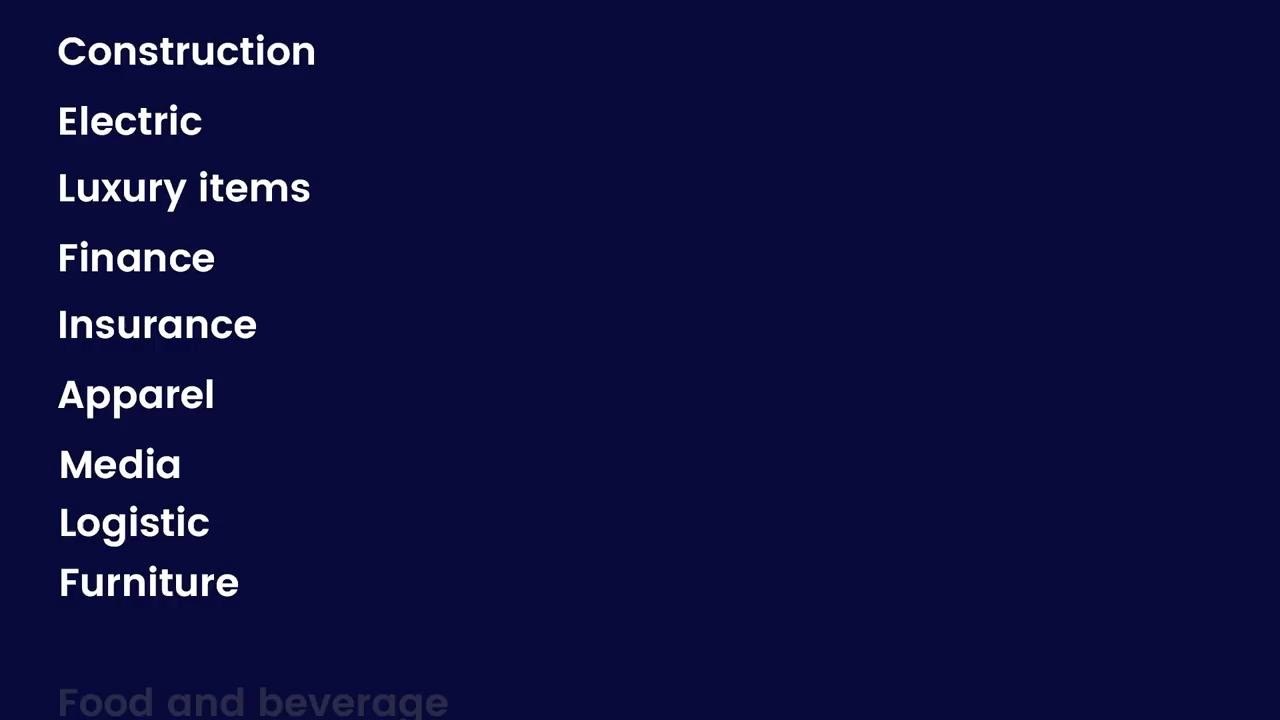 Construction
Electric
Luxury items
Finance
Insurance
Apparel
Media
Logistic
Furniture
Food and beverage